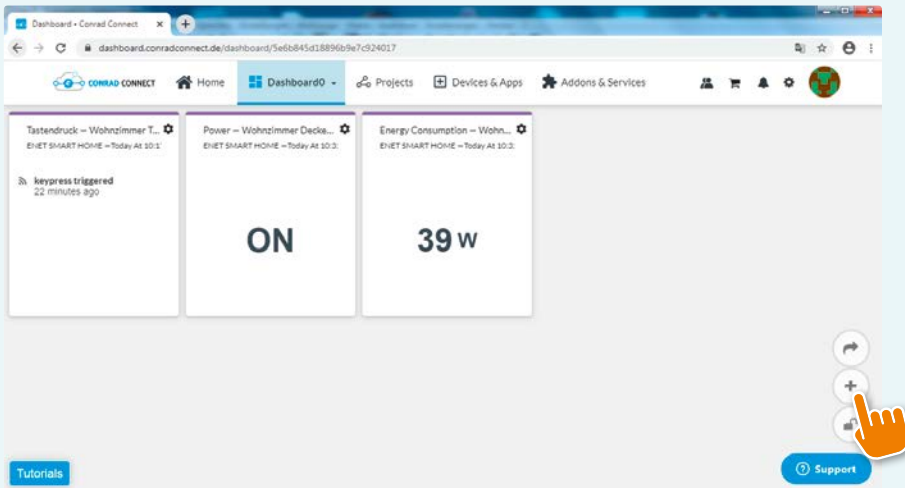 Dashboard • Conrad Connect
dashboard.conradconnect.de/dashboard/5e6b845d18896b9e7c924017
CONRAD CONNECT Home Dashboard0 Projects Devices & Apps Addons & Services
Tastendruck – Wohnzimmer T...
ENET SMART HOME –Today At 10:1
keypress triggered
22 minutes ago
Power – Wohnzimmer Decke...
ENET SMART HOME –Today At 10:3:
ON
Energy Consumption – Wohn...
ENET SMART HOME –Today At 10:3:
39 W
Tutorials
Support